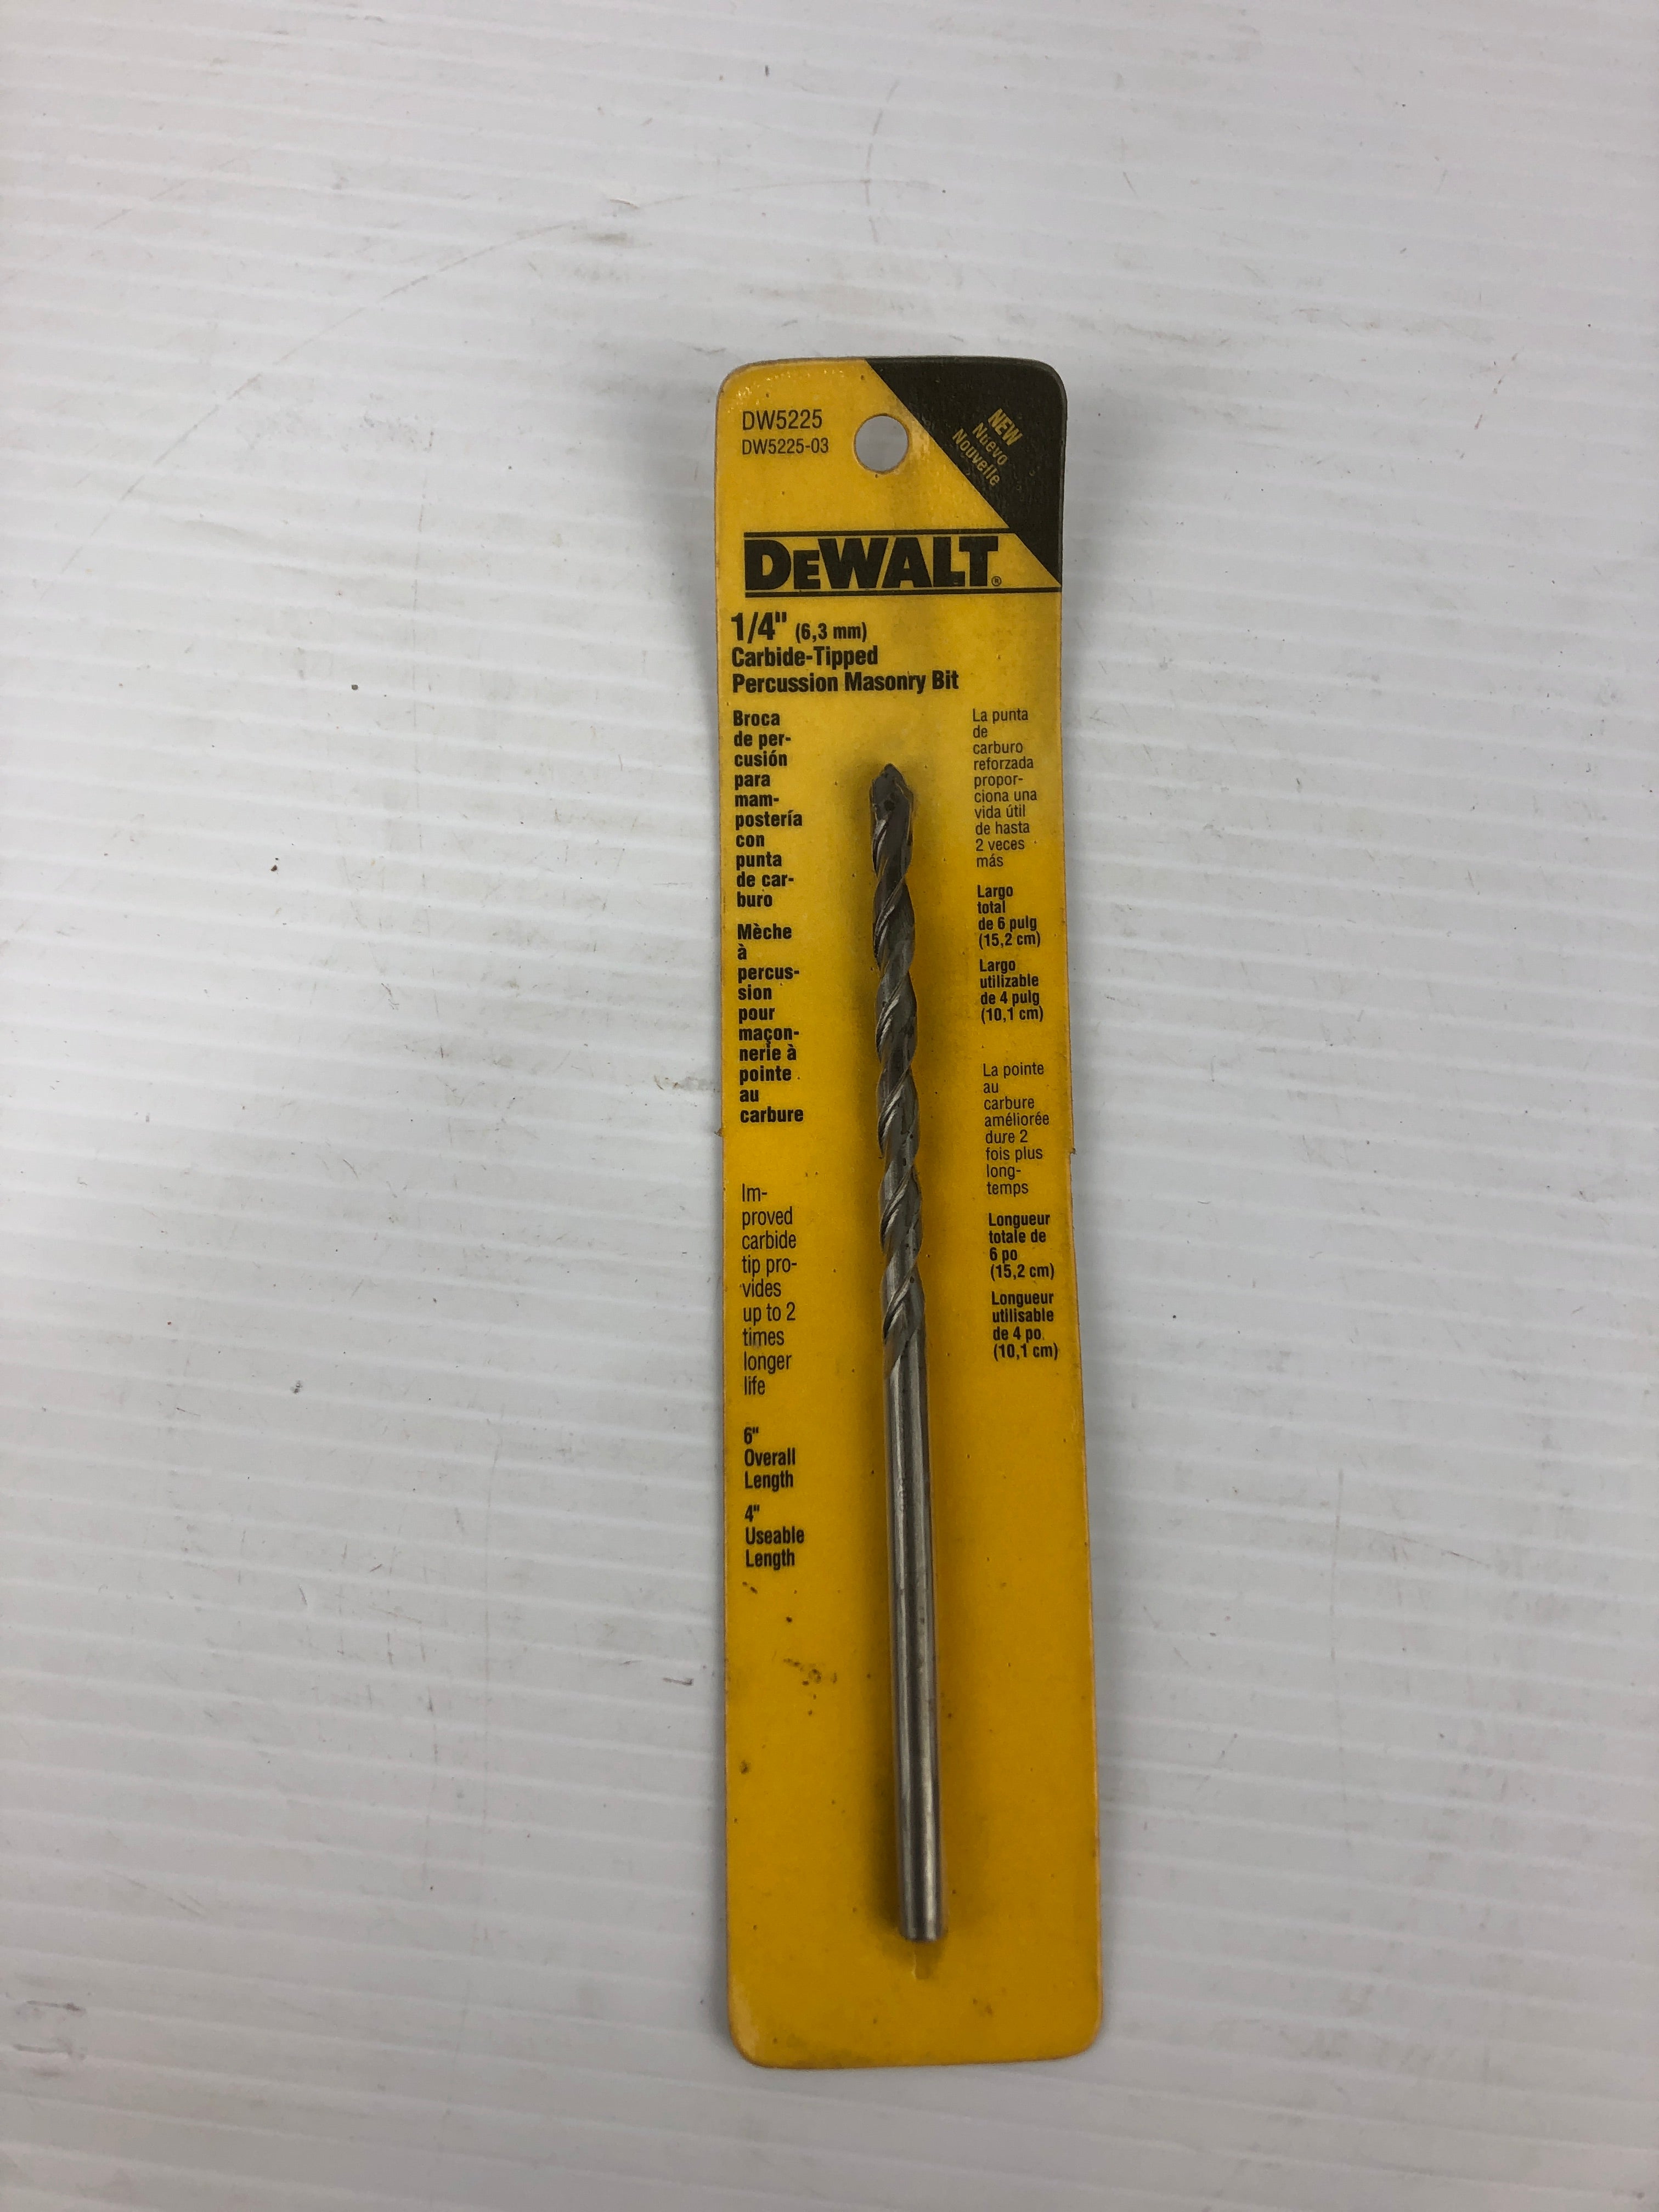 DW5225
DW5225-03
NEW
Nuevo
Nouvelle
DEWALT®
1/4" (6,3 mm)
Carbide-Tipped
Percussion Masonry Bit
Broca
de per-
cusión
para
mam-
postería
con
punta
de car-
buro
Mèche
à
percus-
sion
pour
maçon-
nerie à
pointe
au
carbure
Im-
proved
carbide
tip pro-
vides
up to 2
times
longer
life
6"
Overall
Length
4"
Useable
Length
La punta
de
carburo
reforzada
propor-
ciona una
vida útil
de hasta
2 veces
más
Largo
total
de 6 pulg
(15,2 cm)
Largo
utilizable
de 4 pulg
(10,1 cm)
La pointe
au
carbure
améliorée
dure 2
fois plus
long-
temps
Longueur
totale de
6 po
(15,2 cm)
Longueur
utilisable
de 4 po.
(10,1 cm)